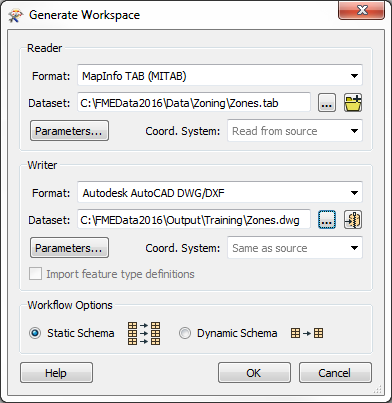 Generate Workspace
Reader
Format: MapInfo TAB (MITAB)
Dataset: C:\FMEData2016\Data\Zoning\Zones.tab ...
Parameters... Coord. System: Read from source
Writer
Format: Autodesk AutoCAD DWG/DXF
Dataset: C:\FMEData2016\Output\Training\Zones.dwg ...
Parameters... Coord. System: Same as source
Import feature type definitions
Workflow Options
Static Schema Dynamic Schema
Help OK Cancel